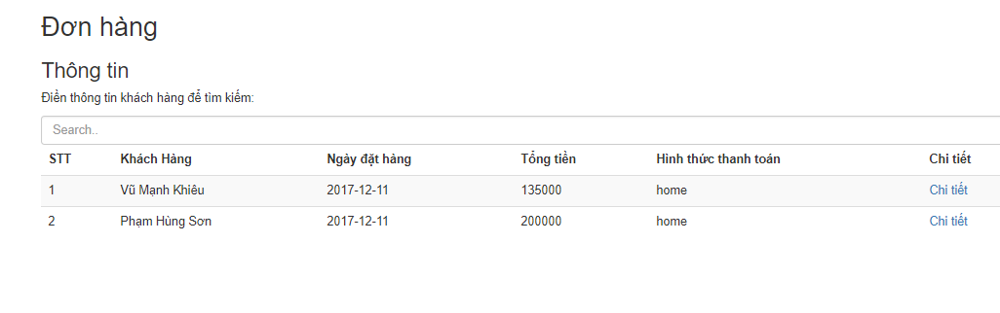 Đơn hàng
Thông tin
Điền thông tin khách hàng để tìm kiếm:
Search..
STT Khách Hàng Ngày đặt hàng Tổng tiền Hình thức thanh toán Chi tiết
1 Vũ Mạnh Khiêu 2017-12-11 135000 home Chi tiết
2 Phạm Hùng Sơn 2017-12-11 200000 home Chi tiết